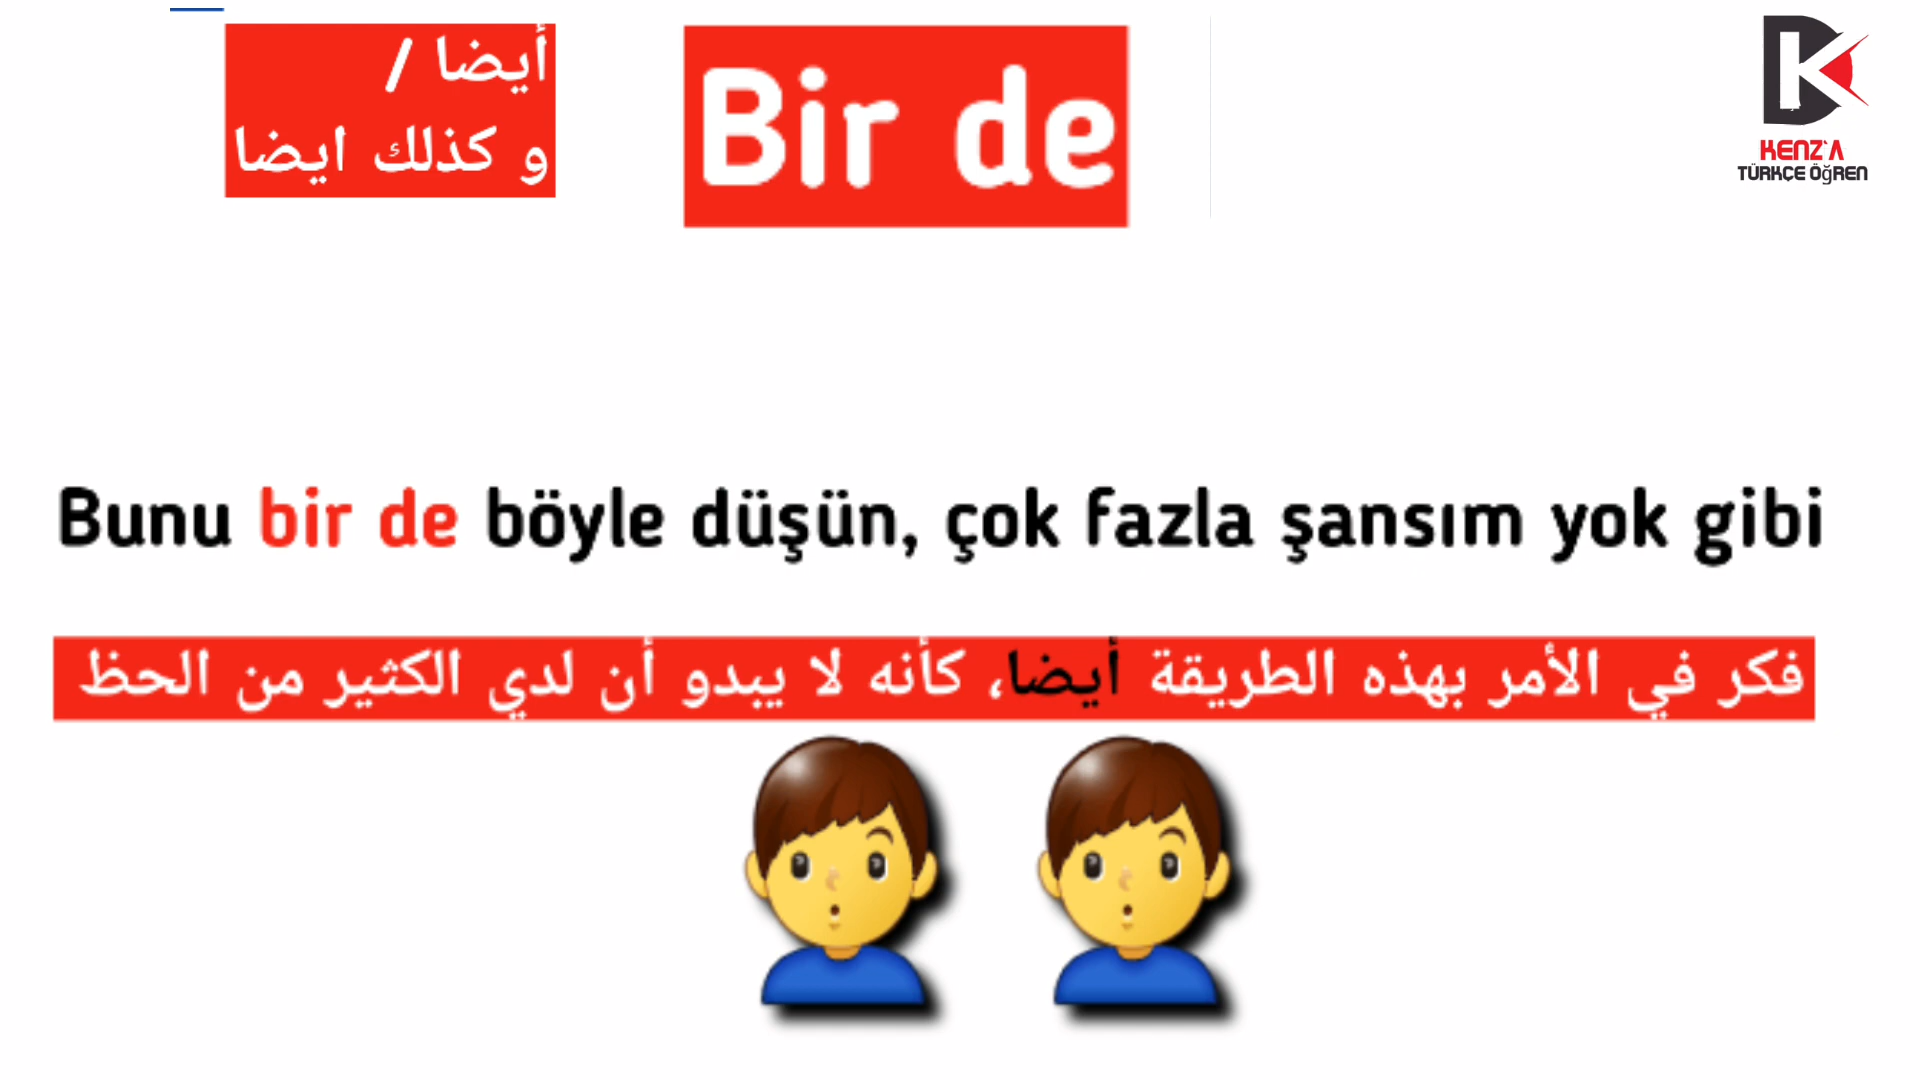 أيضا /
و كذلك ايضا
Bir de
KENZ'A
TÜRKÇE ÖĞREN
Bunu bir de böyle düşün, çok fazla şansım yok gibi
فكر في الأمر بهذه الطريقة أيضا، كأنه لا يبدو أن لدي الكثير من الحظ